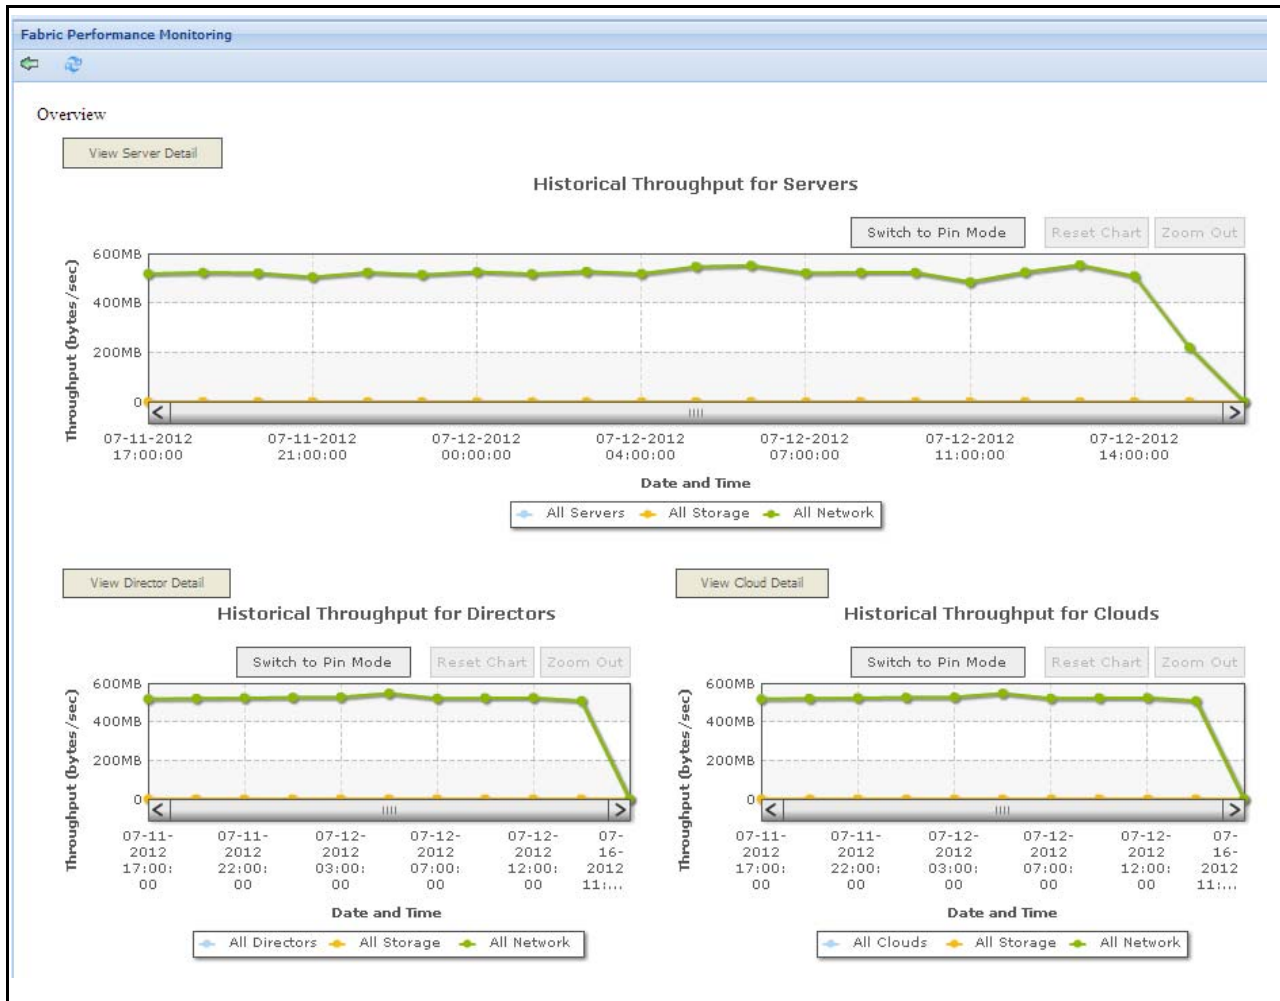 Fabric Performance Monitoring
Overview
View Server Detail
Historical Throughput for Servers
Switch to Pin Mode Reset Chart Zoom Out
Throughput (bytes/sec)
600MB
400MB
200MB
0
07-11-2012 07-11-2012 07-12-2012 07-12-2012 07-12-2012 07-12-2012 07-12-2012
17:00:00 21:00:00 00:00:00 04:00:00 07:00:00 11:00:00 14:00:00
Date and Time
All Servers All Storage All Network
View Director Detail
Historical Throughput for Directors
Switch to Pin Mode Reset Chart Zoom Out
Throughput (bytes/sec)
600MB
400MB
200MB
0
07-11- 07-11- 07-12- 07-12- 07-12- 07-
2012 2012 2012 2012 2012 16-
17:00: 22:00: 03:00: 07:00: 12:00: 2012
00 00 00 00 00 11:...
Date and Time
All Directors All Storage All Network
View Cloud Detail
Historical Throughput for Clouds
Switch to Pin Mode Reset Chart Zoom Out
Throughput (bytes/sec)
600MB
400MB
200MB
0
07-11- 07-11- 07-12- 07-12- 07-12- 07-
2012 2012 2012 2012 2012 16-
17:00: 22:00: 03:00: 07:00: 12:00: 2012
00 00 00 00 00 11:...
Date and Time
All Clouds All Storage All Network